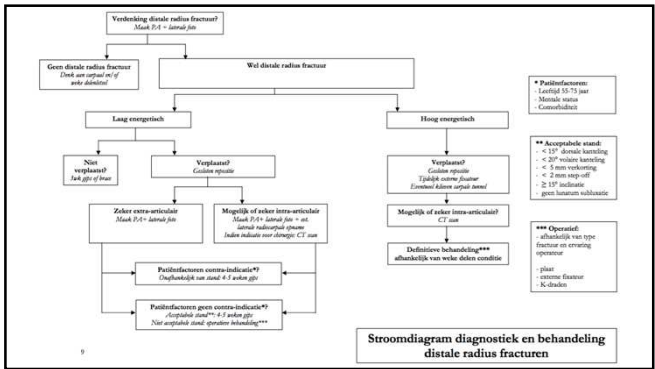 Verdenking distale radius fractuur?
Maak PA + laterale foto
Geen distale radius fractuur
Denk aan carpaal en/of
weke delenletsel
Wel distale radius fractuur
Laag energetisch
Hoog energetisch
Niet
verplaatst?
1wk gips of brace
Verplaatst?
Gesloten repositie
Verplaatst?
Gesloten repositie
Tijdelijk externe fixateur
Eventueel klieven carpale tunnel
Zeker extra-articulair
Maak PA+ laterale foto
Mogelijk of zeker intra-articulair
Maak PA+ laterale foto + evt.
laterale radiocarpale opname
Indien indicatie voor chirurgie: CT scan
Mogelijk of zeker intra-articulair?
CT scan
Definitieve behandeling***
afhankelijk van weke delen conditie
Patiëntfactoren contra-indicatie*?
Onafhankelijk van stand: 4-5 weken gips
Patiëntfactoren geen contra-indicatie*?
Acceptabele stand**: 4-5 weken gips
Niet acceptabele stand: operatieve behandeling***
* Patiëntfactoren:
- Leeftijd 55-75 jaar
- Mentale status
- Comorbiditeit
** Acceptabele stand:
- < 15° dorsale kanteling
- < 20° volaire kanteling
- < 5 mm verkorting
- < 2 mm step-off
- ≥ 15° inclinatie
- geen lunatum subluxatie
*** Operatief:
- afhankelijk van type
fractuur en ervaring
operateur
- plaat
- externe fixateur
- K-draden
9
Stroomdiagram diagnostiek en behandeling
distale radius fracturen